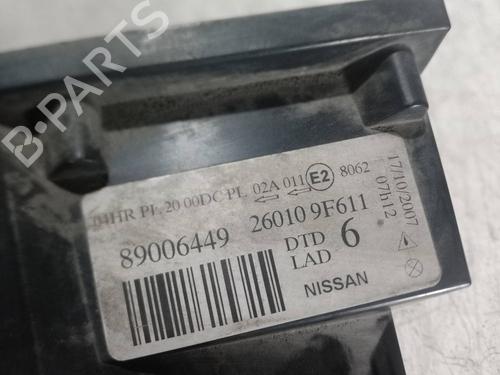 B-PARTS
04HR PL 20 00DC PL 02A 011 E2 8062
89006449 26010 9F611
DTD 6
LAD
NISSAN
17/10/2007
07h12